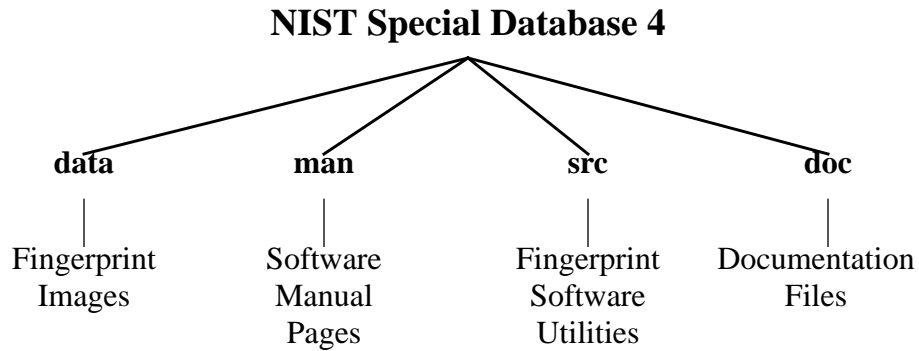 NIST Special Database 4
data man src doc
Fingerprint Software Fingerprint Documentation
Images Manual Software Files
Pages Utilities